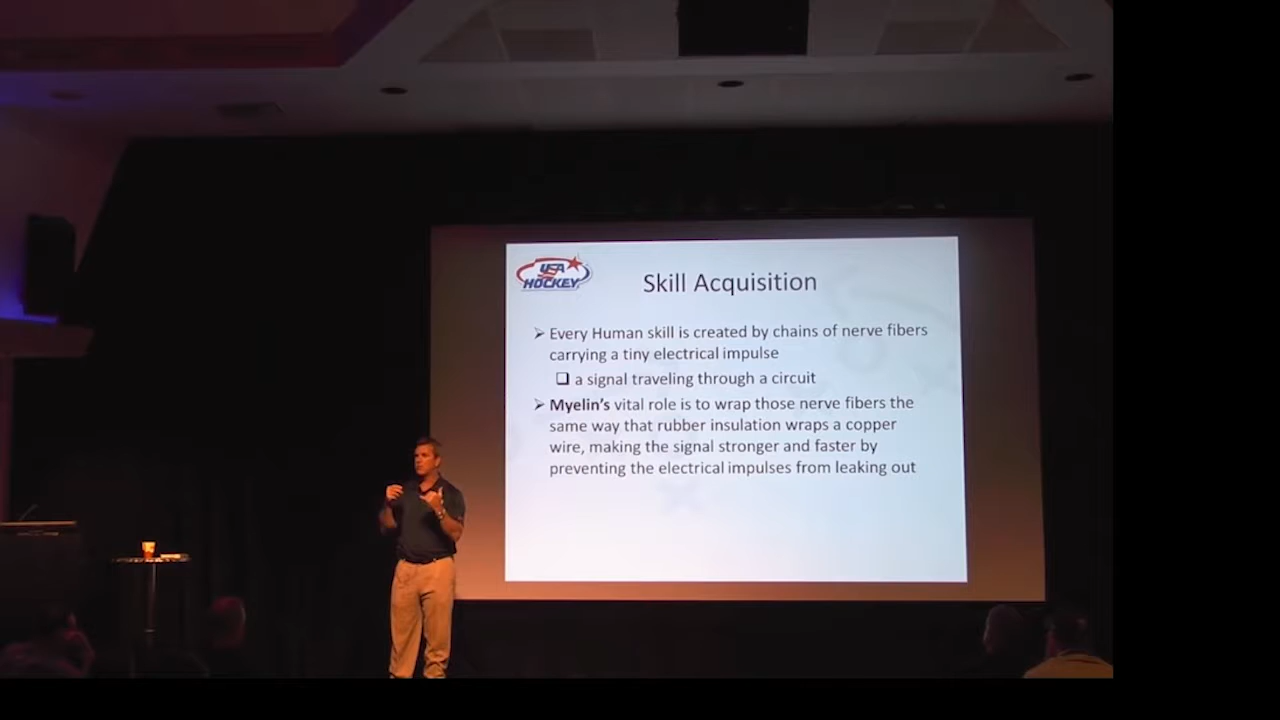 USA
HOCKEY
Skill Acquisition
➢ Every Human skill is created by chains of nerve fibers
carrying a tiny electrical impulse
❑ a signal traveling through a circuit
➢ Myelin's vital role is to wrap those nerve fibers the
same way that rubber insulation wraps a copper
wire, making the signal stronger and faster by
preventing the electrical impulses from leaking out